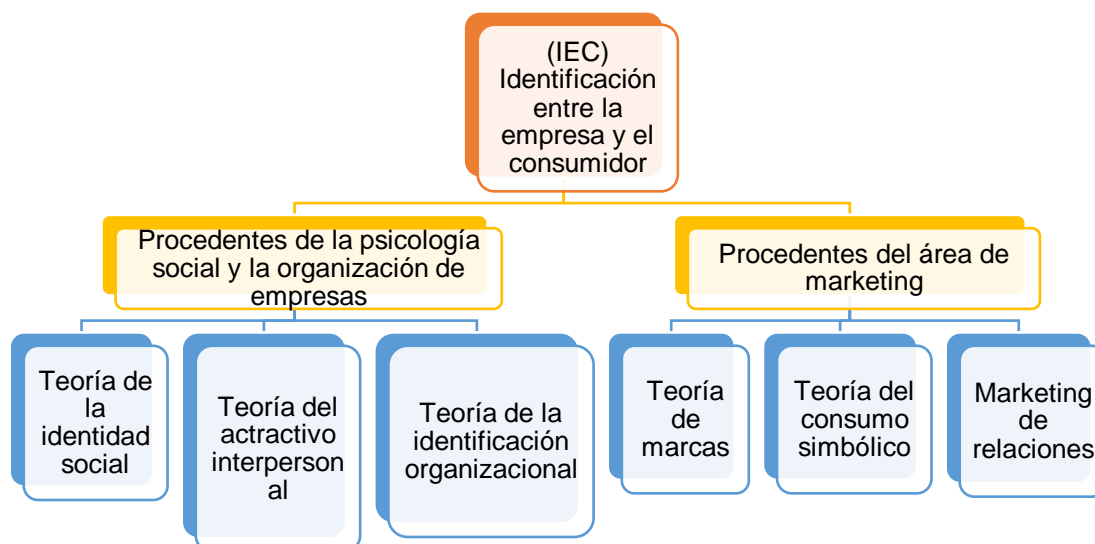 (IEC)
Identificación
entre la
empresa y el
consumidor
Procedentes de la psicología
social y la organización de
empresas
Procedentes del área de
marketing
Teoría de
la
identidad
social
Teoría del
actractivo
interperson
al
Teoría de la
identificación
organizacional
Teoría
de
marcas
Teoría del
consumo
simbólico
Marketing
de
relaciones